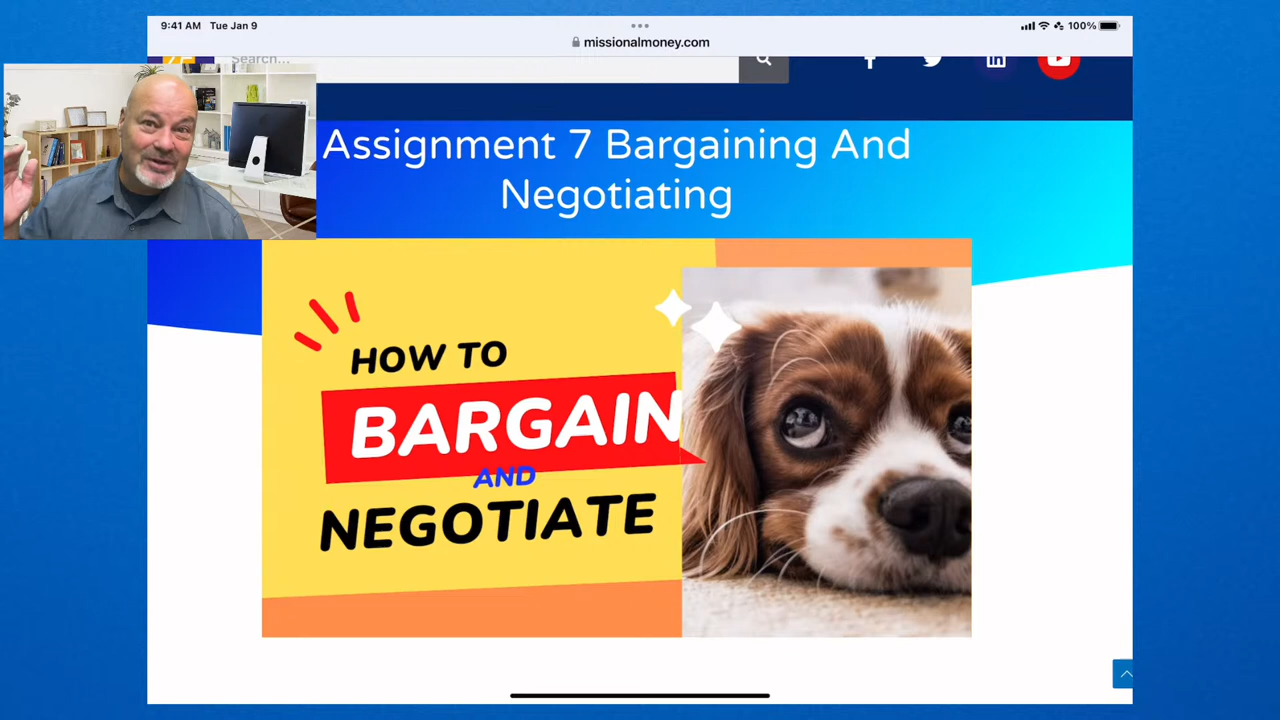 9:41 AM Tue Jan 9
100%
missionalmoney.com
Search...
Assignment 7 Bargaining And
Negotiating
HOW TO
BARGAIN
AND
NEGOTIATE